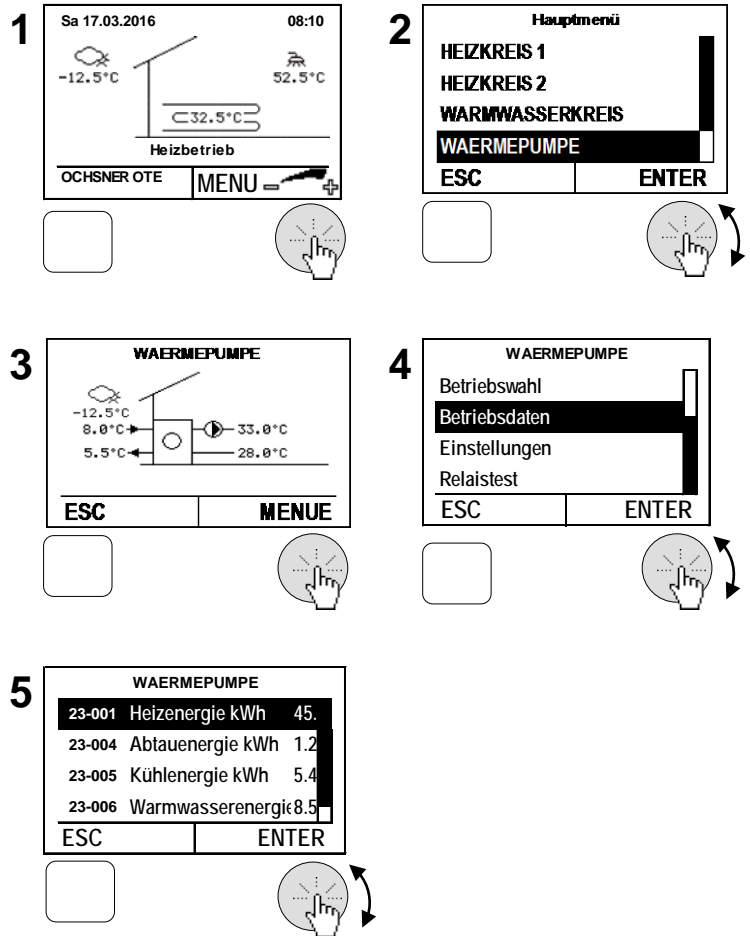 1
Sa 17.03.2016 08:10
-12.5°C 52.5°C
32.5°C
Heizbetrieb
OCHSNER OTE MENU
2
Hauptmenü
HEIZKREIS 1
HEIZKREIS 2
WARMWASSERKREIS
WAERMEPUMPE
ESC ENTER
3
WAERMEPUMPE
-12.5°C
8.0°C 33.0°C
5.5°C 28.0°C
ESC MENUE
4
WAERMEPUMPE
Betriebswahl
Betriebsdaten
Einstellungen
Relaistest
ESC ENTER
5
WAERMEPUMPE
23-001 Heizenergie kWh 45.
23-004 Abtauenergie kWh 1.2
23-005 Kühlenergie kWh 5.4
23-006 Warmwasserenergie 8.5
ESC ENTER